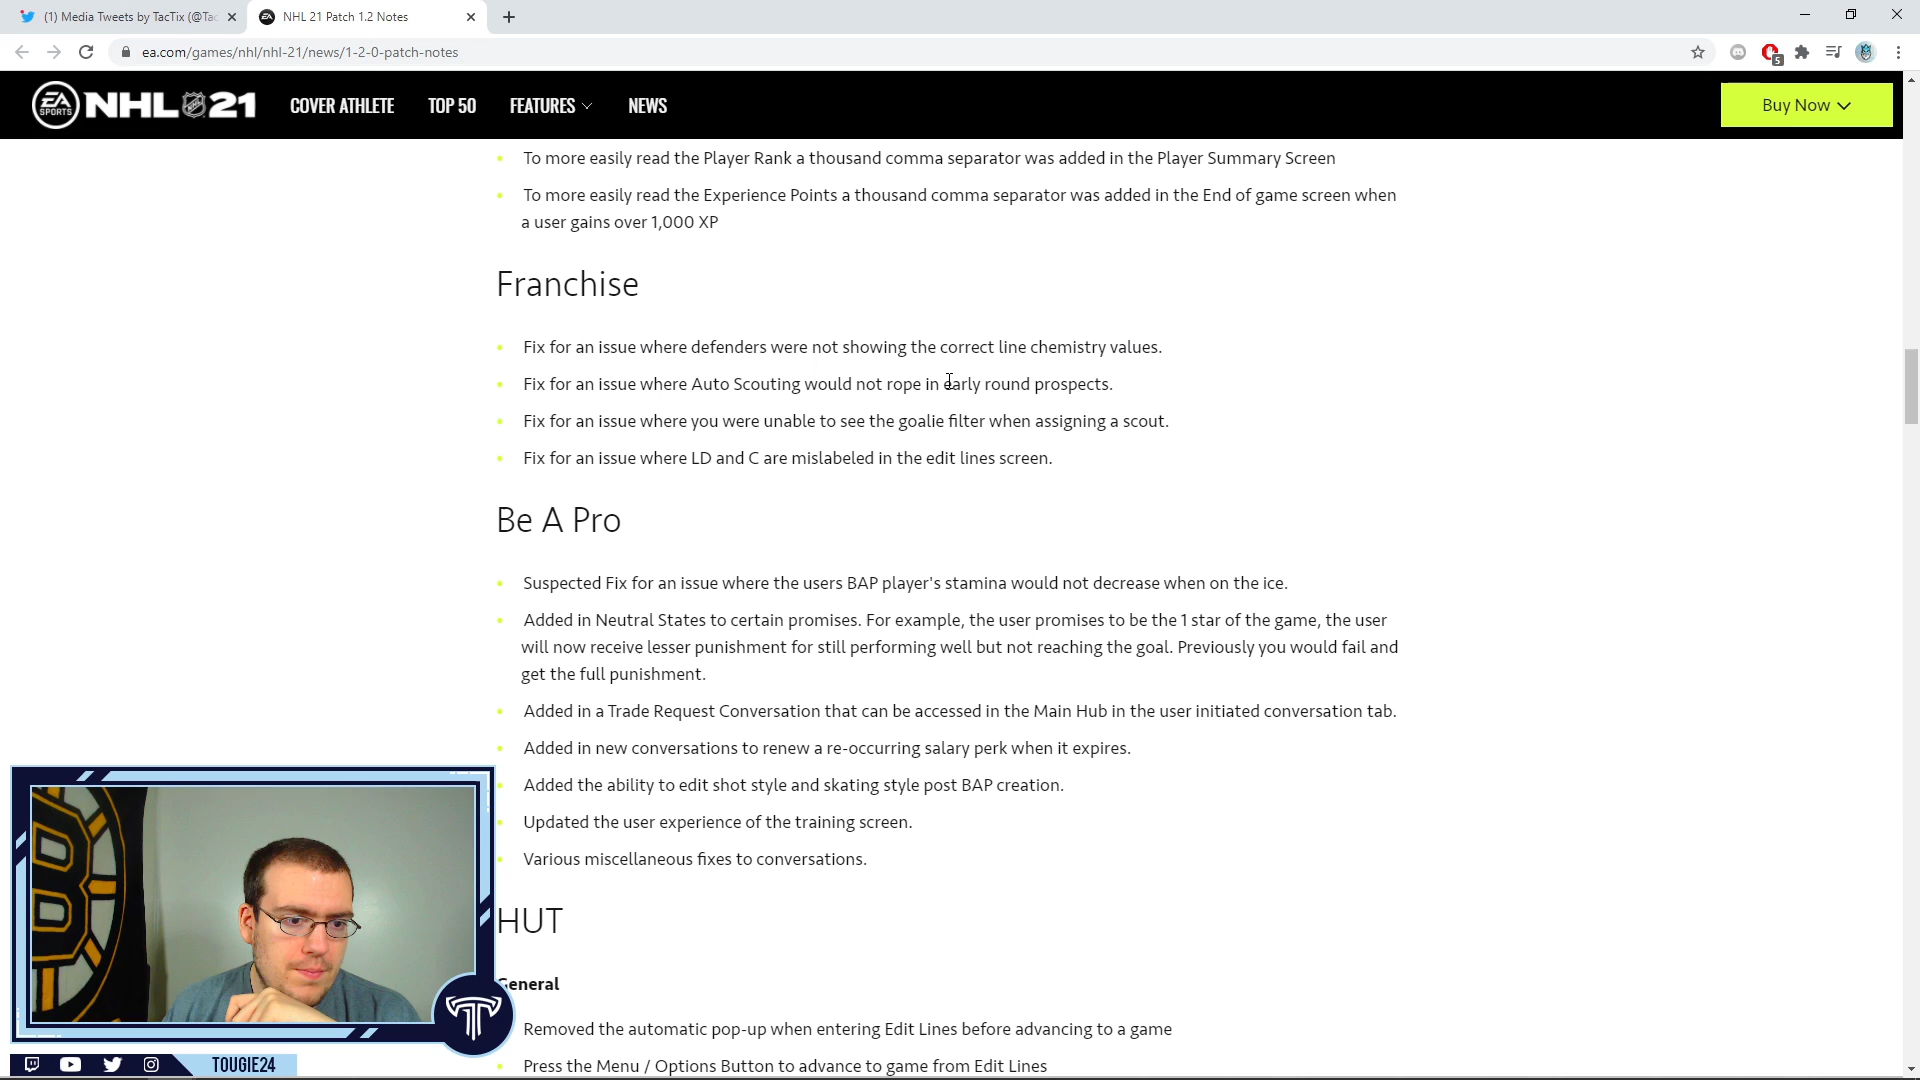 (1) Media Tweets by TacTix (@Tac
NHL 21 Patch 1.2 Notes
ea.com/games/nhl/nhl-21/news/1-2-0-patch-notes
5
EA SPORTS NHL 21
COVER ATHLETE
TOP 50
FEATURES
NEWS
Buy Now
To more easily read the Player Rank a thousand comma separator was added in the Player Summary Screen
To more easily read the Experience Points a thousand comma separator was added in the End of game screen when
a user gains over 1,000 XP
Franchise
Fix for an issue where defenders were not showing the correct line chemistry values.
Fix for an issue where Auto Scouting would not rope in early round prospects.
Fix for an issue where you were unable to see the goalie filter when assigning a scout.
Fix for an issue where LD and C are mislabeled in the edit lines screen.
Be A Pro
Suspected Fix for an issue where the users BAP player's stamina would not decrease when on the ice.
Added in Neutral States to certain promises. For example, the user promises to be the 1 star of the game, the user
will now receive lesser punishment for still performing well but not reaching the goal. Previously you would fail and
get the full punishment.
Added in a Trade Request Conversation that can be accessed in the Main Hub in the user initiated conversation tab.
Added in new conversations to renew a re-occurring salary perk when it expires.
Added the ability to edit shot style and skating style post BAP creation.
Updated the user experience of the training screen.
Various miscellaneous fixes to conversations.
HUT
General
Removed the automatic pop-up when entering Edit Lines before advancing to a game
Press the Menu / Options Button to advance to game from Edit Lines
TOUGIE24